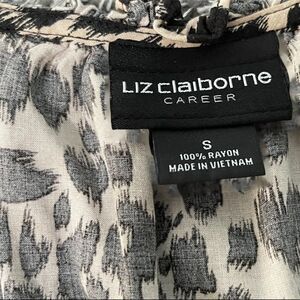 Liz claiborne
CAREER
S
100% RAYON
MADE IN VIETNAM